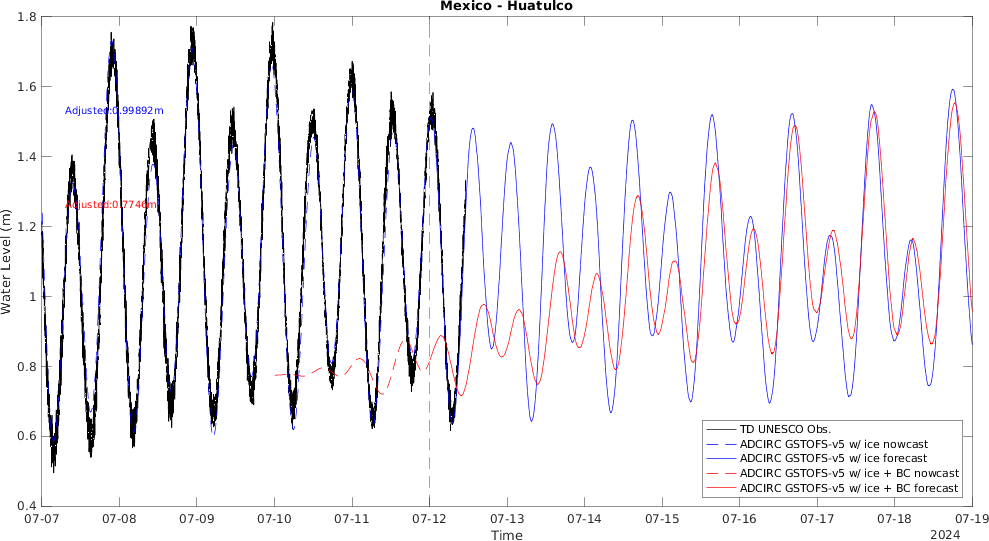 Mexico - Huatulco
1.8
1.6
1.4
1.2
1
0.8
0.6
0.4
Water Level (m)
Adjusted:0.99892m
Adjusted:0.7746m
TD UNESCO Obs.
ADCIRC GSTOFS-v5 w/ ice nowcast
ADCIRC GSTOFS-v5 w/ ice forecast
ADCIRC GSTOFS-v5 w/ ice + BC nowcast
ADCIRC GSTOFS-v5 w/ ice + BC forecast
07-07 07-08 07-09 07-10 07-11 07-12 07-13 07-14 07-15 07-16 07-17 07-18 07-19
Time
2024